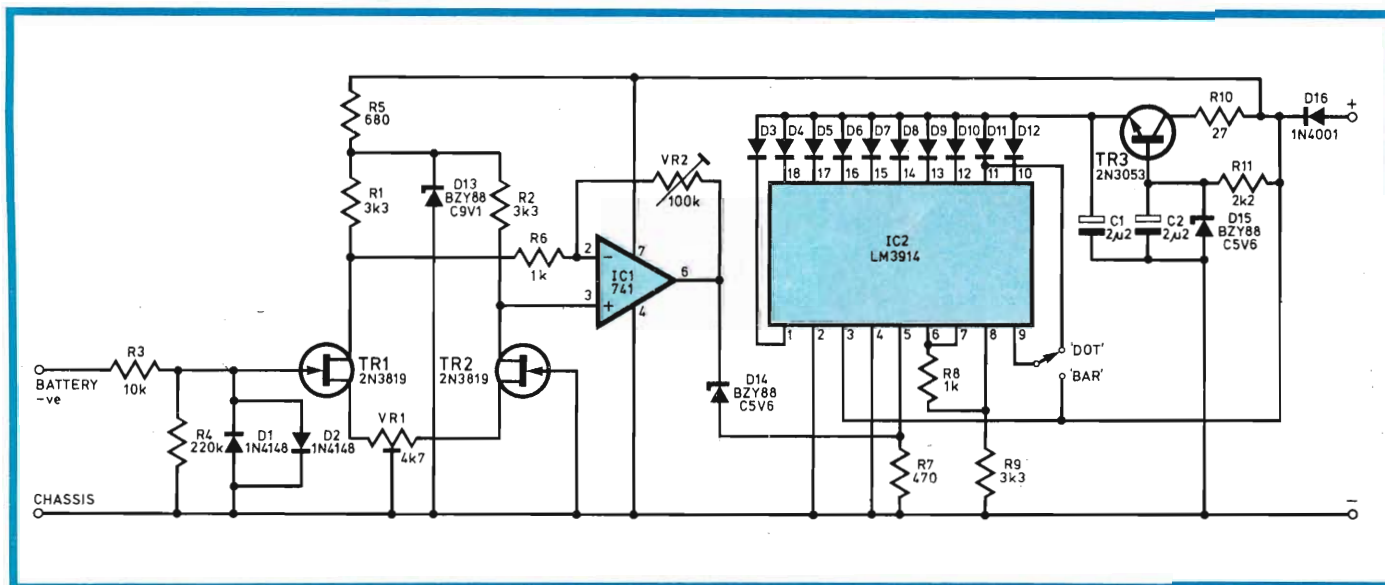 R5
680
R1
3k3
D13
BZY88
C9V1
R2
3k3
R6
1k
VR2
100k
2
3
7
4
6
IC1
741
R3
10k
BATTERY
-ve
R4
220k
D1
1N4148
D2
1N4148
TR1
2N3819
TR2
2N3819
VR1
4k7
CHASSIS
D14
BZY88
C5V6
D3
D4
D5
D6
D7
D8
D9
D10
D11
D12
18
17
16
15
14
13
12
11
10
IC2
LM3914
1
2
3
4
5
6
7
8
9
R7
470
R8
1k
R9
3k3
'DOT'
'BAR'
TR3
2N3053
R10
27
D16
1N4001
+
R11
2k2
C1
2µ2
C2
2µ2
D15
BZY88
C5V6
−